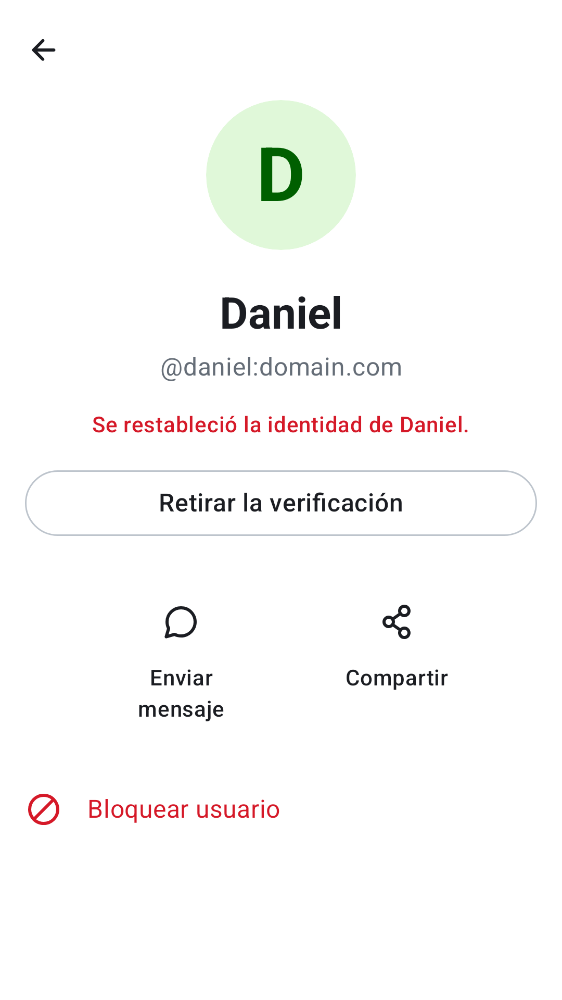 D
Daniel
@daniel:domain.com
Se restableció la identidad de Daniel.
Retirar la verificación
Enviar
mensaje
Compartir
Bloquear usuario